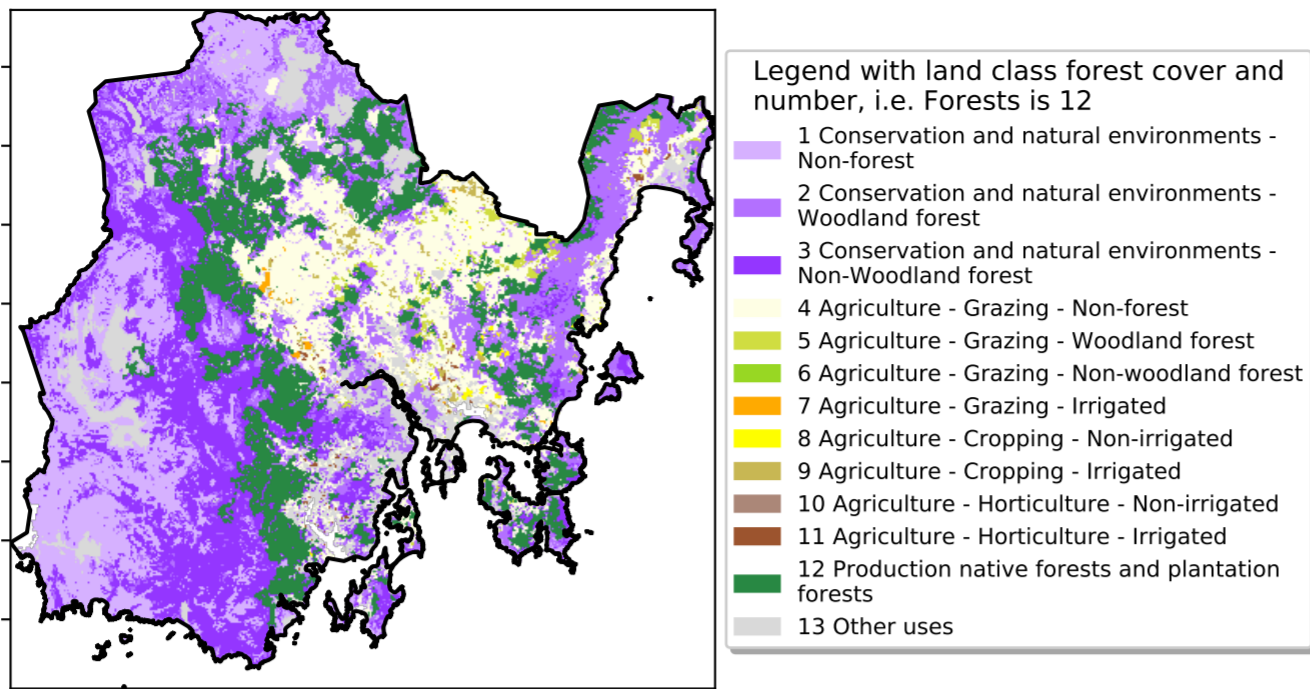 Legend with land class forest cover and
number, i.e. Forests is 12
1 Conservation and natural environments -
Non-forest
2 Conservation and natural environments -
Woodland forest
3 Conservation and natural environments -
Non-Woodland forest
4 Agriculture - Grazing - Non-forest
5 Agriculture - Grazing - Woodland forest
6 Agriculture - Grazing - Non-woodland forest
7 Agriculture - Grazing - Irrigated
8 Agriculture - Cropping - Non-irrigated
9 Agriculture - Cropping - Irrigated
10 Agriculture - Horticulture - Non-irrigated
11 Agriculture - Horticulture - Irrigated
12 Production native forests and plantation
forests
13 Other uses